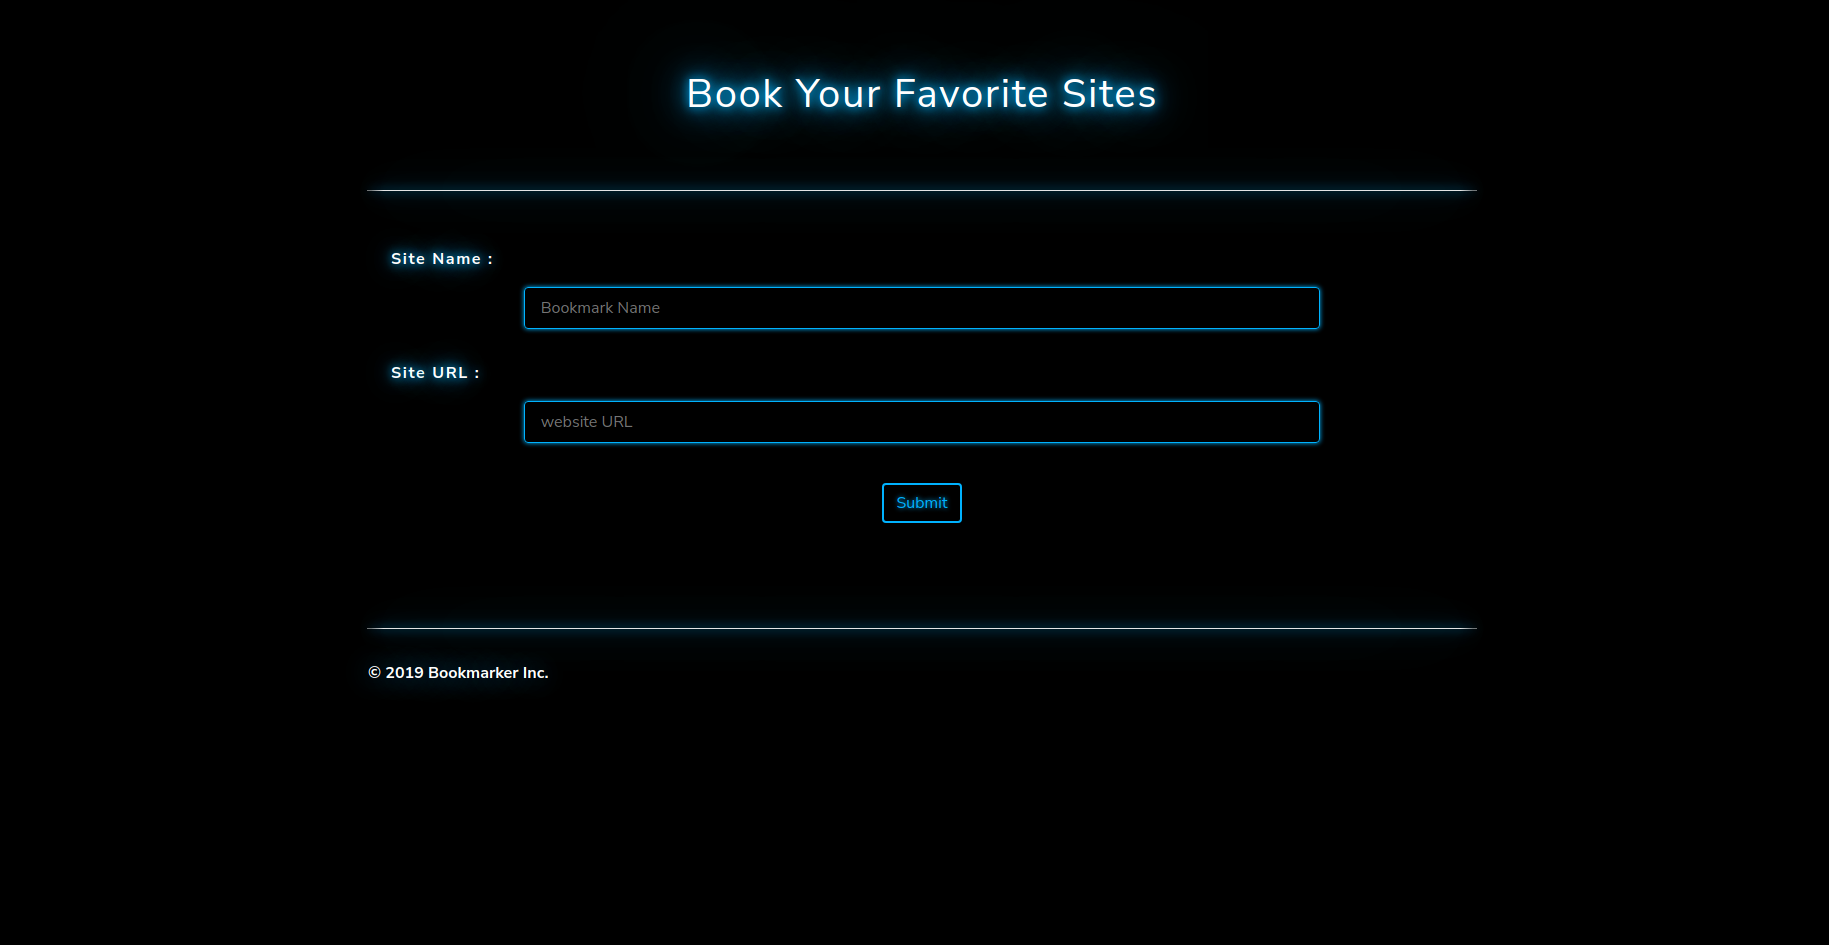 Book Your Favorite Sites
Site Name :
Bookmark Name
Site URL :
website URL
Submit
© 2019 Bookmarker Inc.